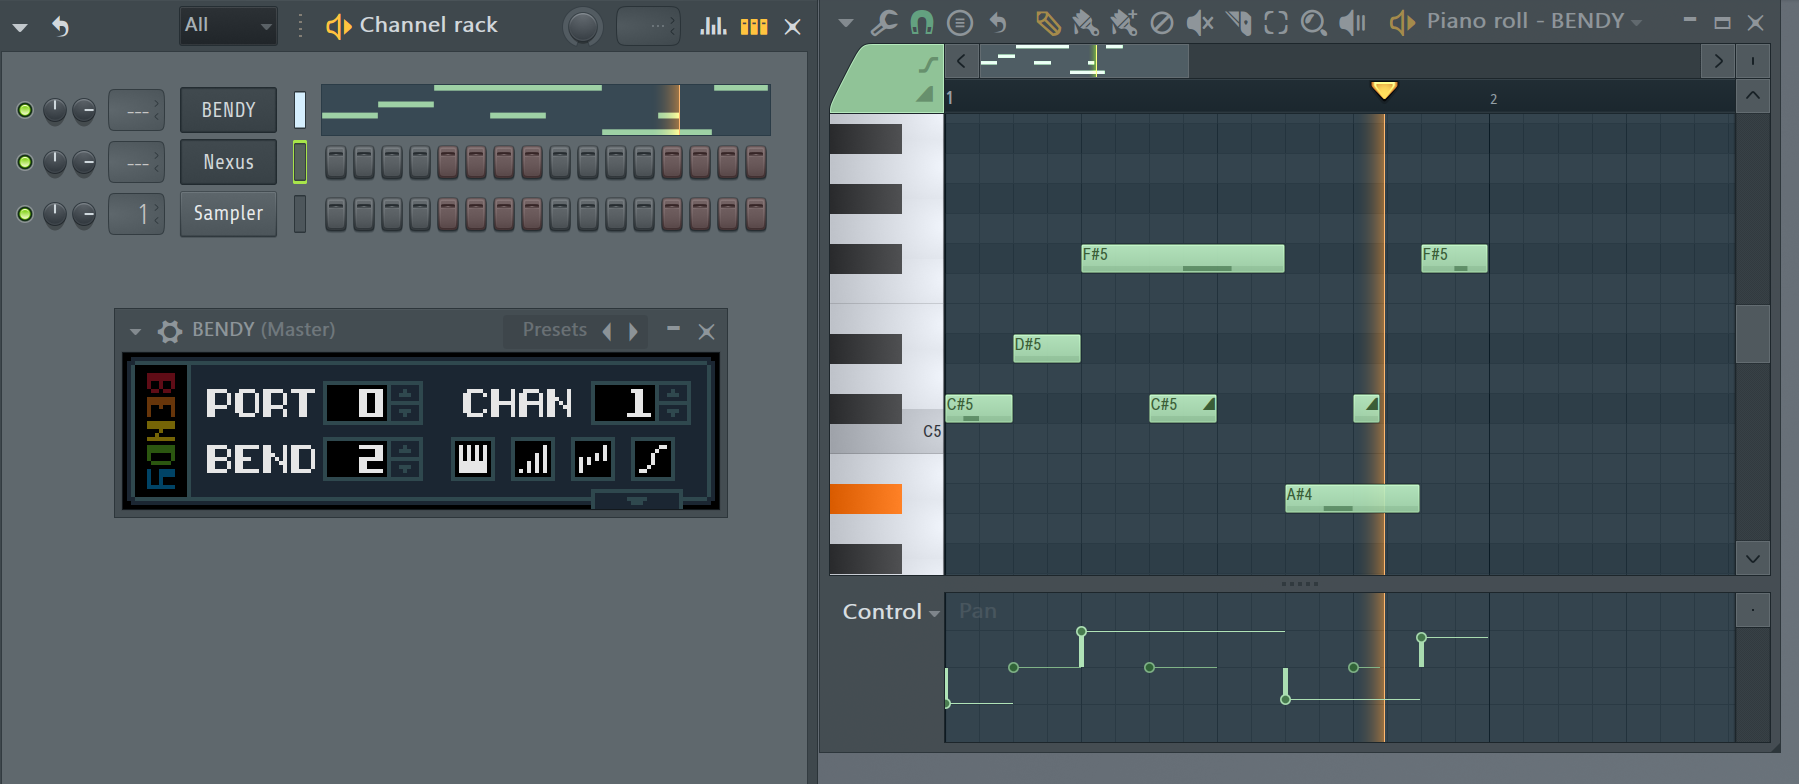 All
Channel rack
---
BENDY
---
Nexus
1
Sampler
BENDY (Master)
Presets
BENDY
PORT 0
CHAN 1
BEND 2
Piano roll - BENDY
1
2
F#5
F#5
D#5
C#5
C#5
C5
A#4
Control
Pan